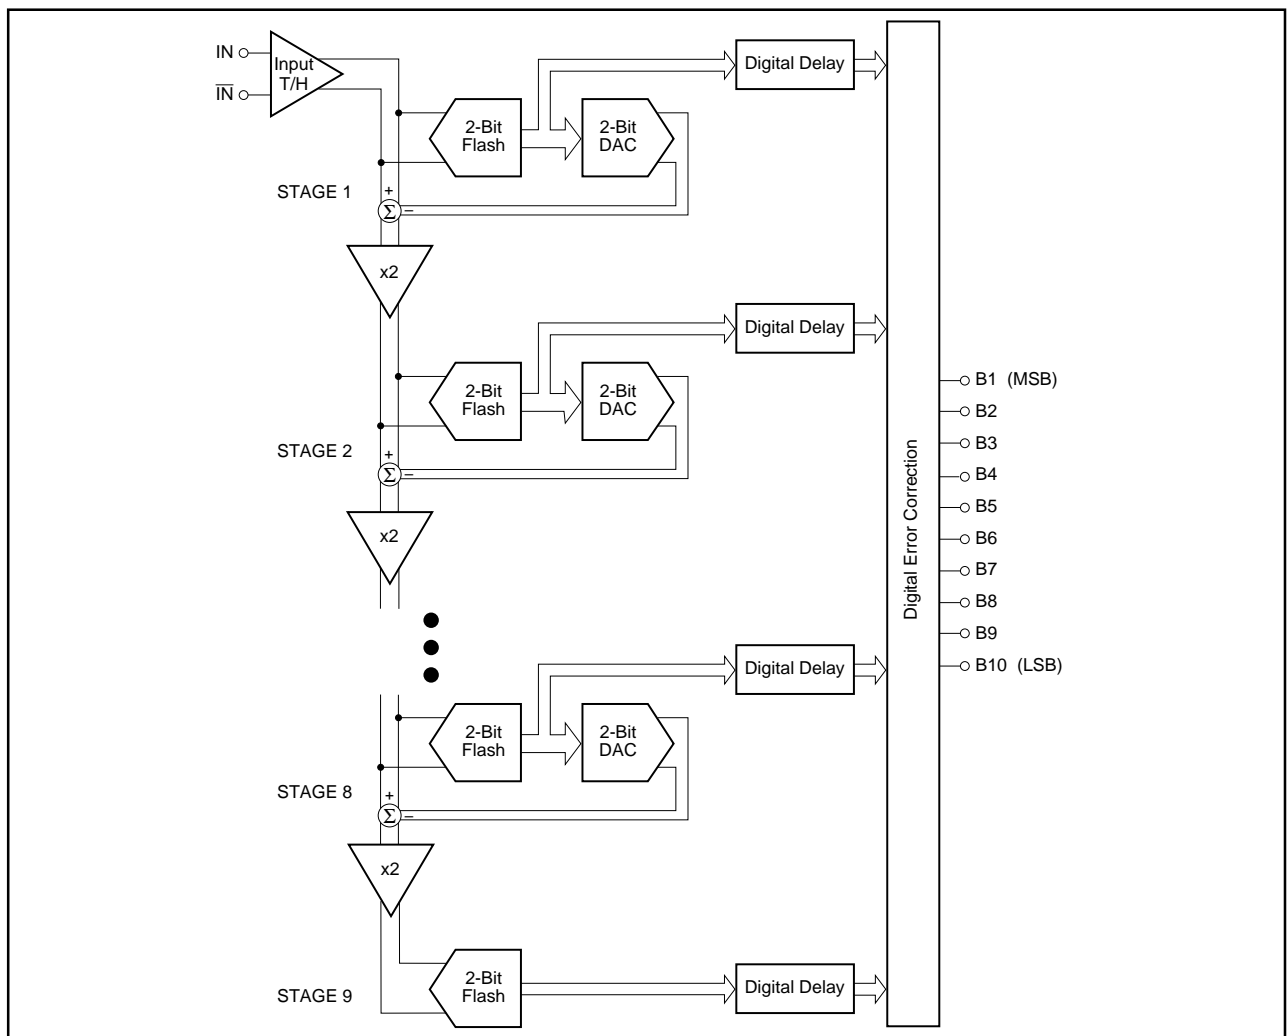 IN
Input
T/H
I̅N̅
2-Bit
Flash
2-Bit
DAC
Digital Delay
STAGE 1
+
Σ
–
x2
2-Bit
Flash
2-Bit
DAC
Digital Delay
STAGE 2
+
Σ
–
x2
2-Bit
Flash
2-Bit
DAC
Digital Delay
STAGE 8
+
Σ
–
x2
2-Bit
Flash
Digital Delay
STAGE 9
Digital Error Correction
B1 (MSB)
B2
B3
B4
B5
B6
B7
B8
B9
B10 (LSB)